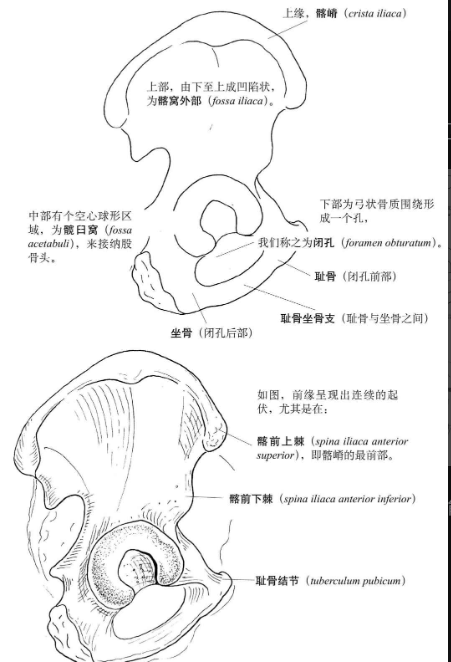 上缘，髂嵴（crista iliaca）
上部，由下至上成凹陷状，
为髂窝外部（fossa iliaca）。
中部有个空心球形区
域，为髋日窝（fossa
acetabuli），来接纳股
骨头。
下部为弓状骨质围绕形
成一个孔，
我们称之为闭孔（foramen obturatum）。
耻骨（闭孔前部）
耻骨坐骨支（耻骨与坐骨之间）
坐骨（闭孔后部）
如图，前缘呈现出连续的起
伏，尤其是在：
髂前上棘（spina iliaca anterior
superior），即髂嵴的最前部。
髂前下棘（spina iliaca anterior inferior）
耻骨结节（tuberculum pubicum）